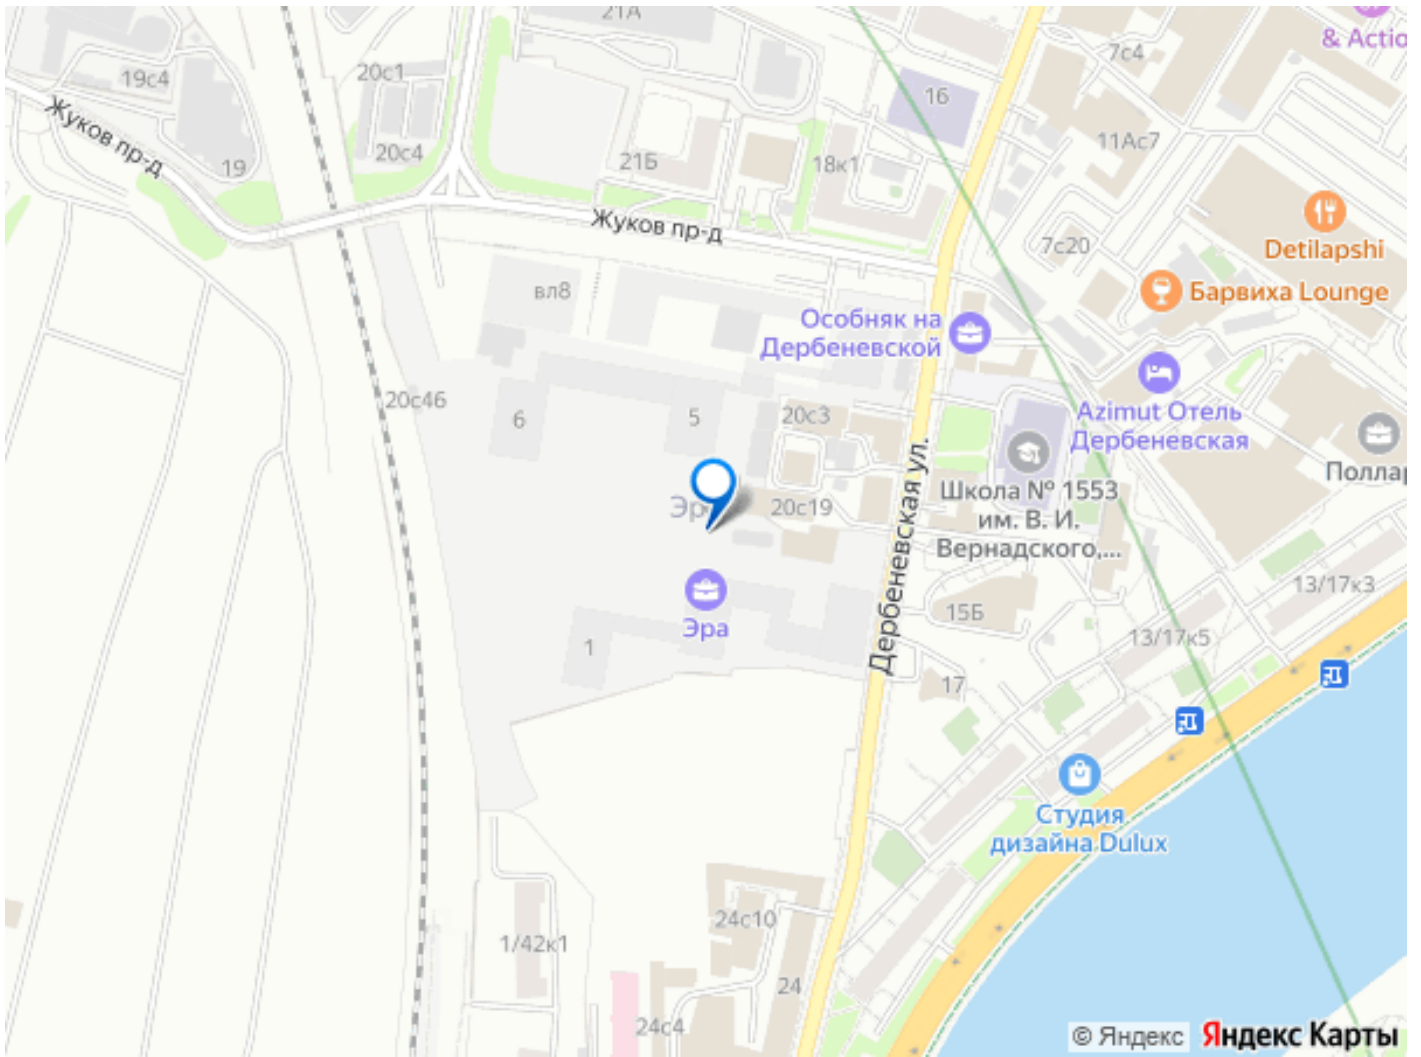 21А
& Actio
7с4
20с1
19с4
16
Жуков пр-д
11Ас7
20с4
21Б
18к1
19
Жуков пр-д
7с20
Detilapshi
вл8
Барвиха Lounge
Особняк на
Дербеневской
20с46
6
5
20с3
Azimut Отель
Дербеневская
Дербеневская ул.
Поллар
Школа № 1553
им. В. И.
Вернадского,...
20с19
Эра
13/17к3
15Б
Эра
1
13/17к5
17
Студия
дизайна Dulux
24с10
1/42к1
24
24с4
© Яндекс Яндекс Карты